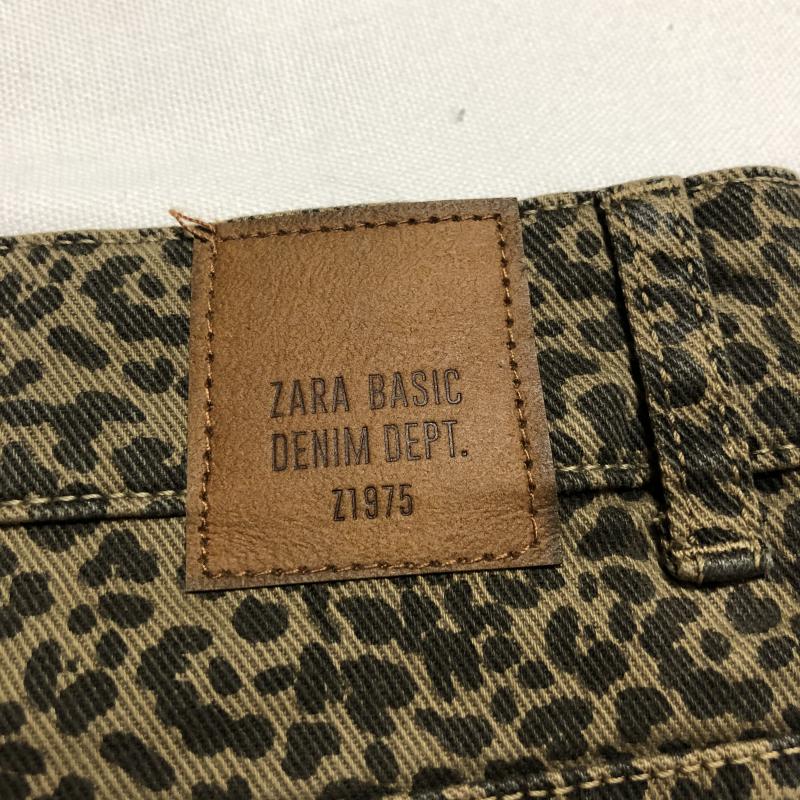 ZARA BASIC
DENIM DEPT.
Z1975